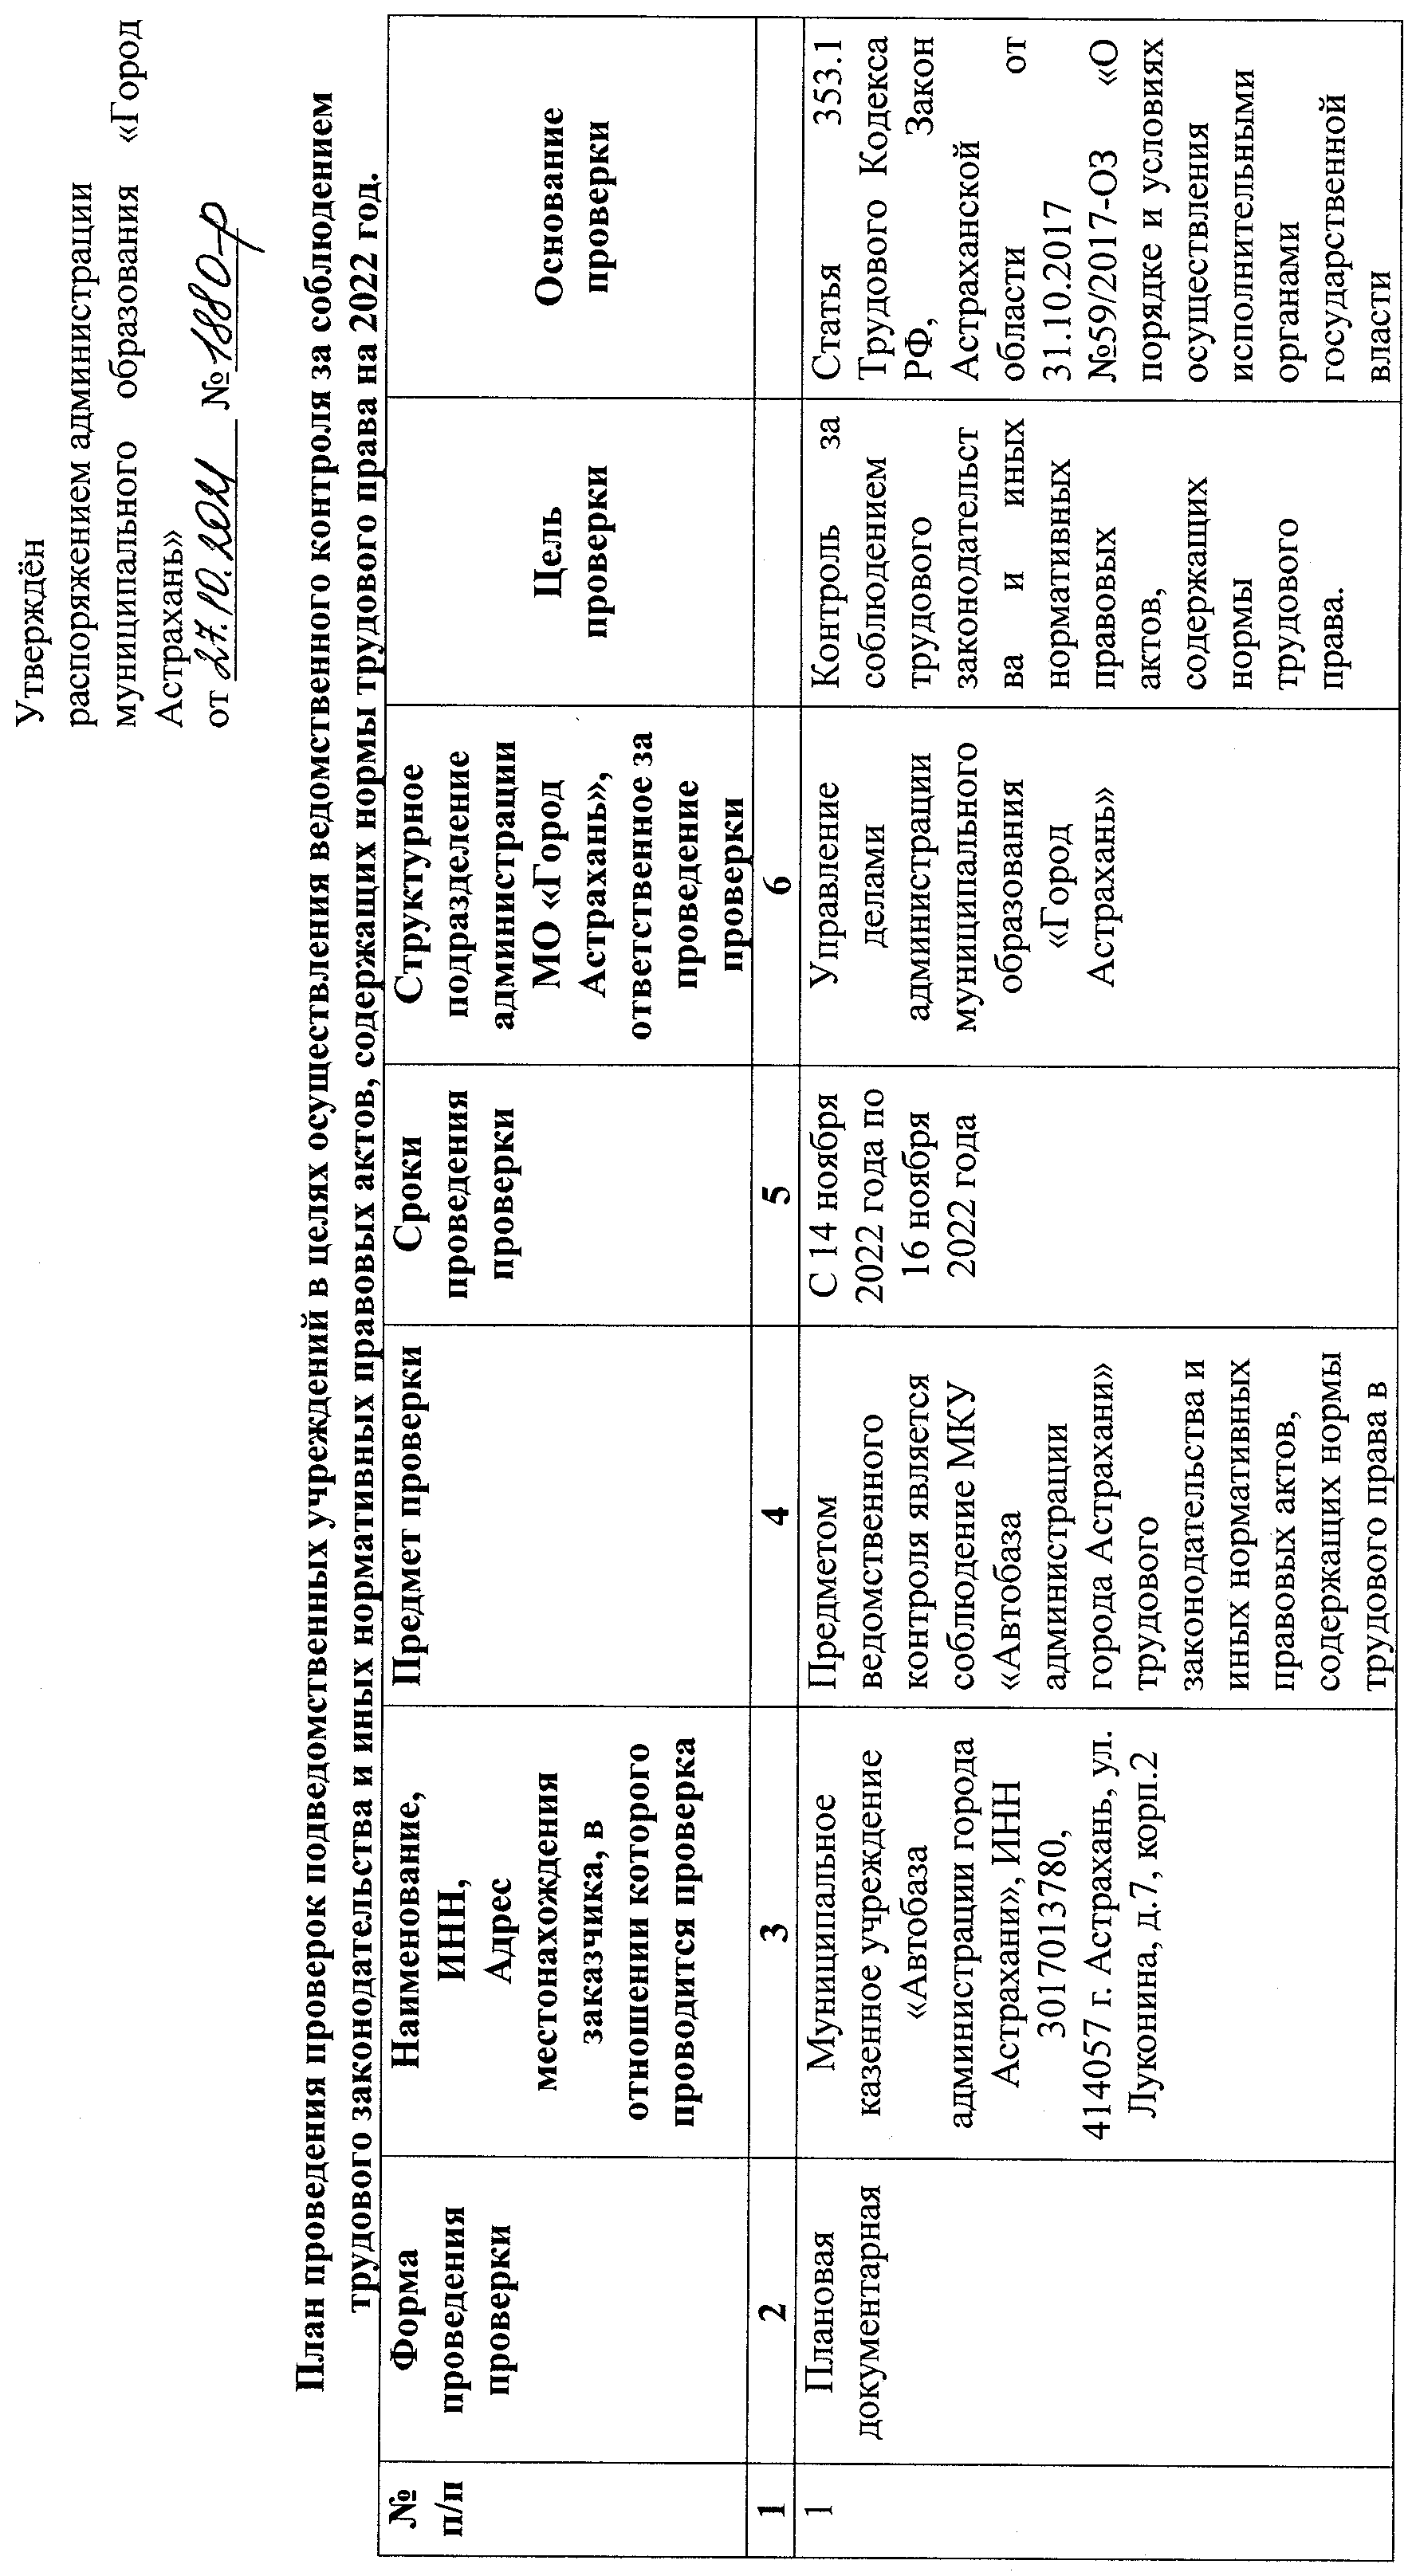 Утверждён
распоряжением администрации
муниципального образования «Город
Астрахань»
от 27.10.2021 № 1880-р
План проведения проверок подведомственных учреждений в целях осуществления ведомственного контроля за соблюдением
трудового законодательства и иных нормативных правовых актов, содержащих нормы трудового права на 2022 год.
№
п/п
Форма
проведения
проверки
Наименование,
ИНН,
Адрес
местонахождения
заказчика, в
отношении которого
проводится проверка
Предмет проверки
Сроки
проведения
проверки
Структурное
подразделение
администрации
МО «Город
Астрахань»,
ответственное за
проведение
проверки
Цель
проверки
Основание
проверки
1
2
3
4
5
6
1
Плановая
документарная
Муниципальное
казенное учреждение
«Автобаза
администрации города
Астрахани», ИНН
3017013780,
414057 г. Астрахань, ул.
Луконина, д.7, корп.2
Предметом
ведомственного
контроля является
соблюдение МКУ
«Автобаза
администрации
города Астрахани»
трудового
законодательства и
иных нормативных
правовых актов,
содержащих нормы
трудового права в
С 14 ноября
2022 года по
16 ноября
2022 года
Управление
делами
администрации
муниципального
образования
«Город
Астрахань»
Контроль за
соблюдением
трудового
законодательст
ва и иных
нормативных
правовых
актов,
содержащих
нормы
трудового
права.
Статья 353.1
Трудового Кодекса
РФ, Закон
Астраханской
области от
31.10.2017
№59/2017-ОЗ «О
порядке и условиях
осуществления
исполнительными
органами
государственной
власти